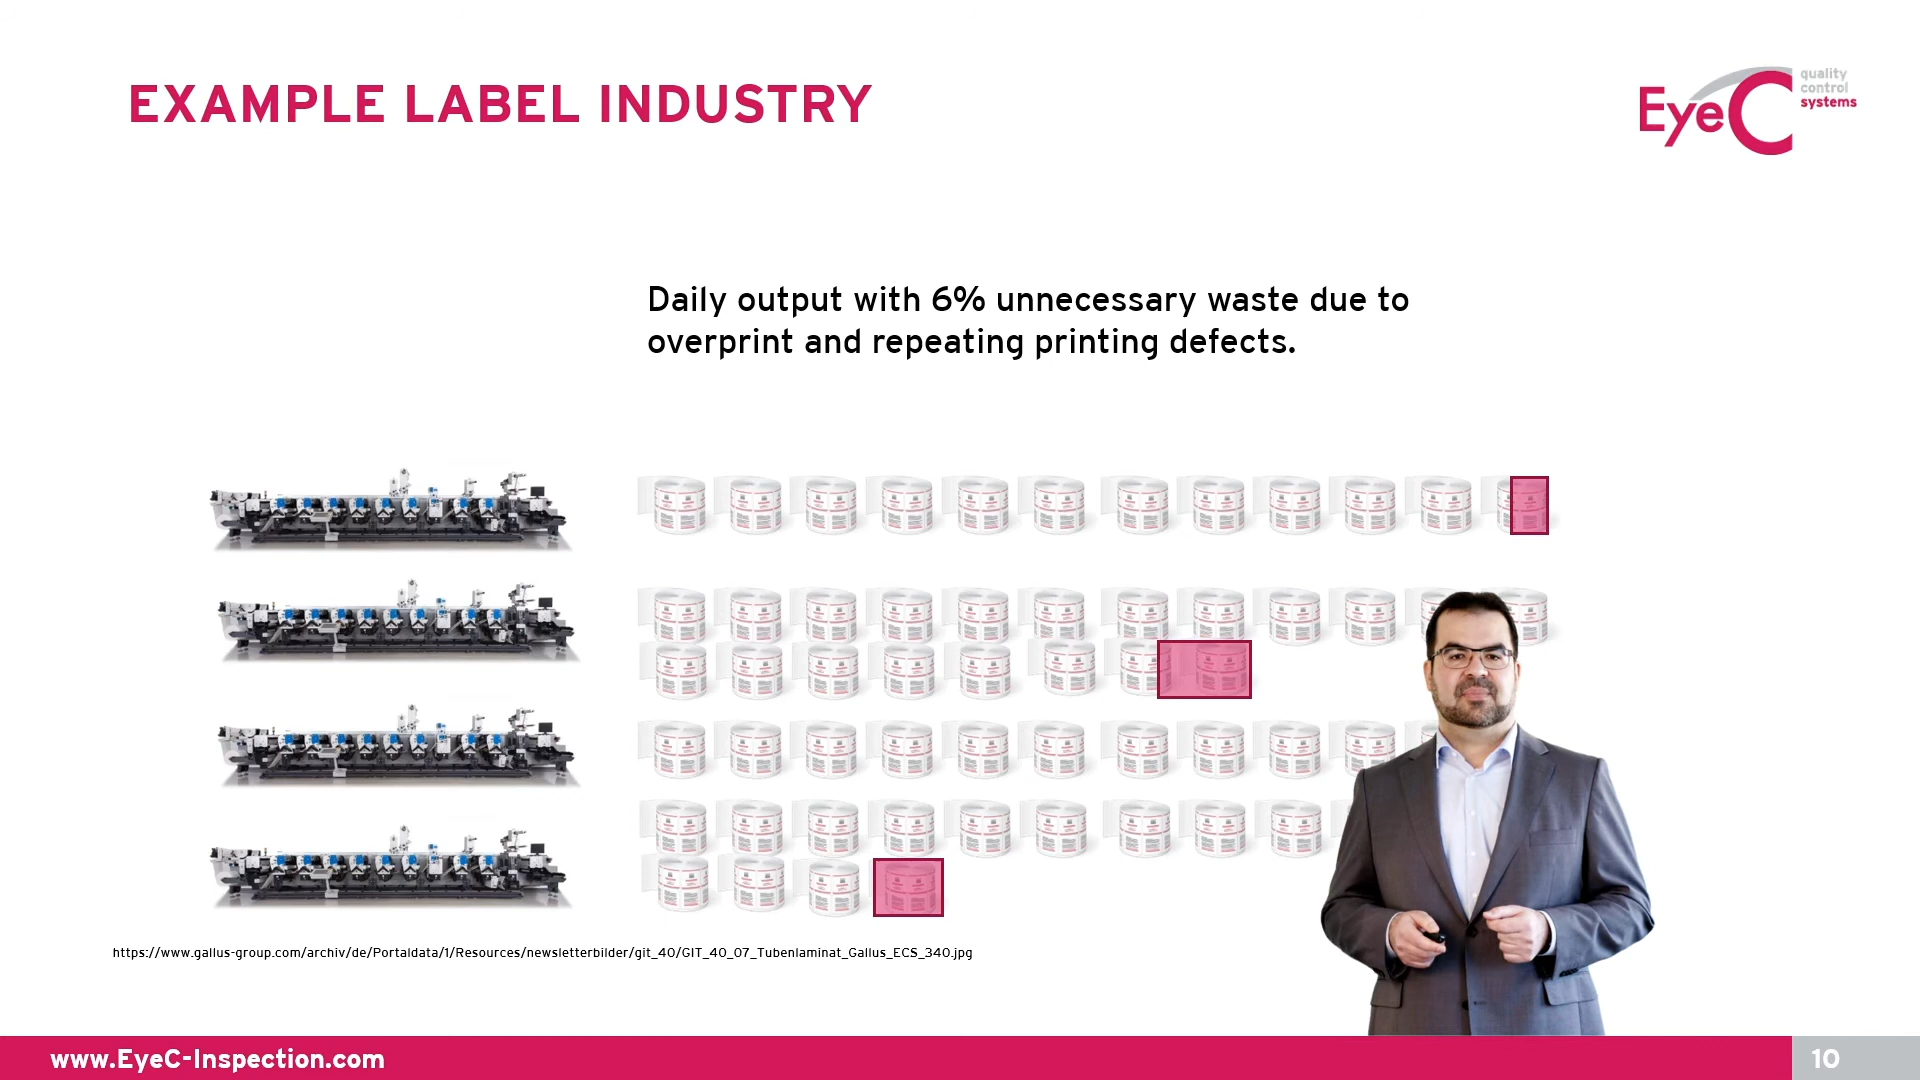 EXAMPLE LABEL INDUSTRY
EyeC
quality
control
systems
Daily output with 6% unnecessary waste due to
overprint and repeating printing defects.
https://www.gallus-group.com/archiv/de/Portaldata/1/Resources/newsletterbilder/git_40/GIT_40_07_Tubenlaminat_Gallus_ECS_340.jpg
www.EyeC-Inspection.com
10